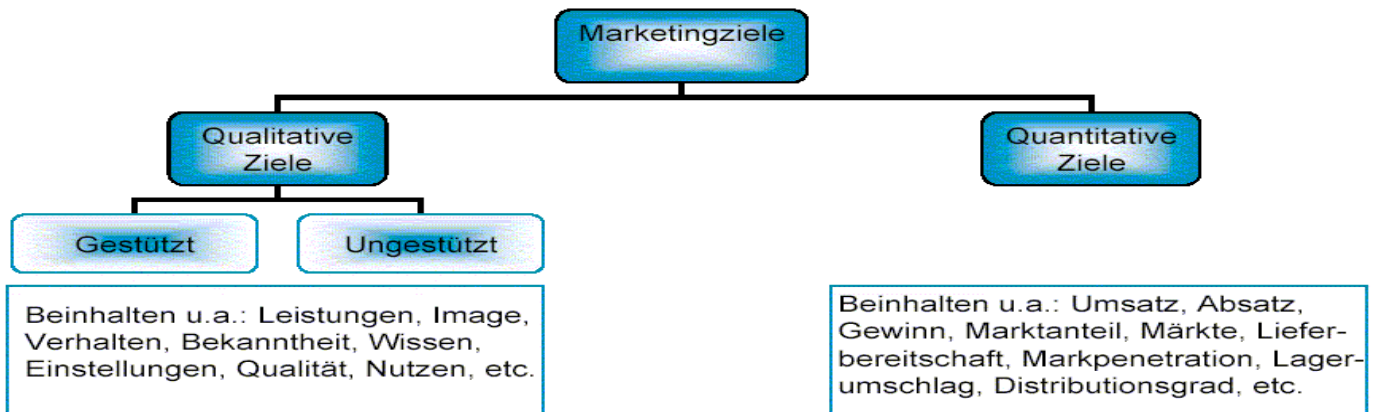 Marketingziele
Qualitative
Ziele
Quantitative
Ziele
Gestützt
Ungestützt
Beinhalten u.a.: Leistungen, Image,
Verhalten, Bekanntheit, Wissen,
Einstellungen, Qualität, Nutzen, etc.
Beinhalten u.a.: Umsatz, Absatz,
Gewinn, Marktanteil, Märkte, Liefer-
bereitschaft, Markpenetration, Lager-
umschlag, Distributionsgrad, etc.